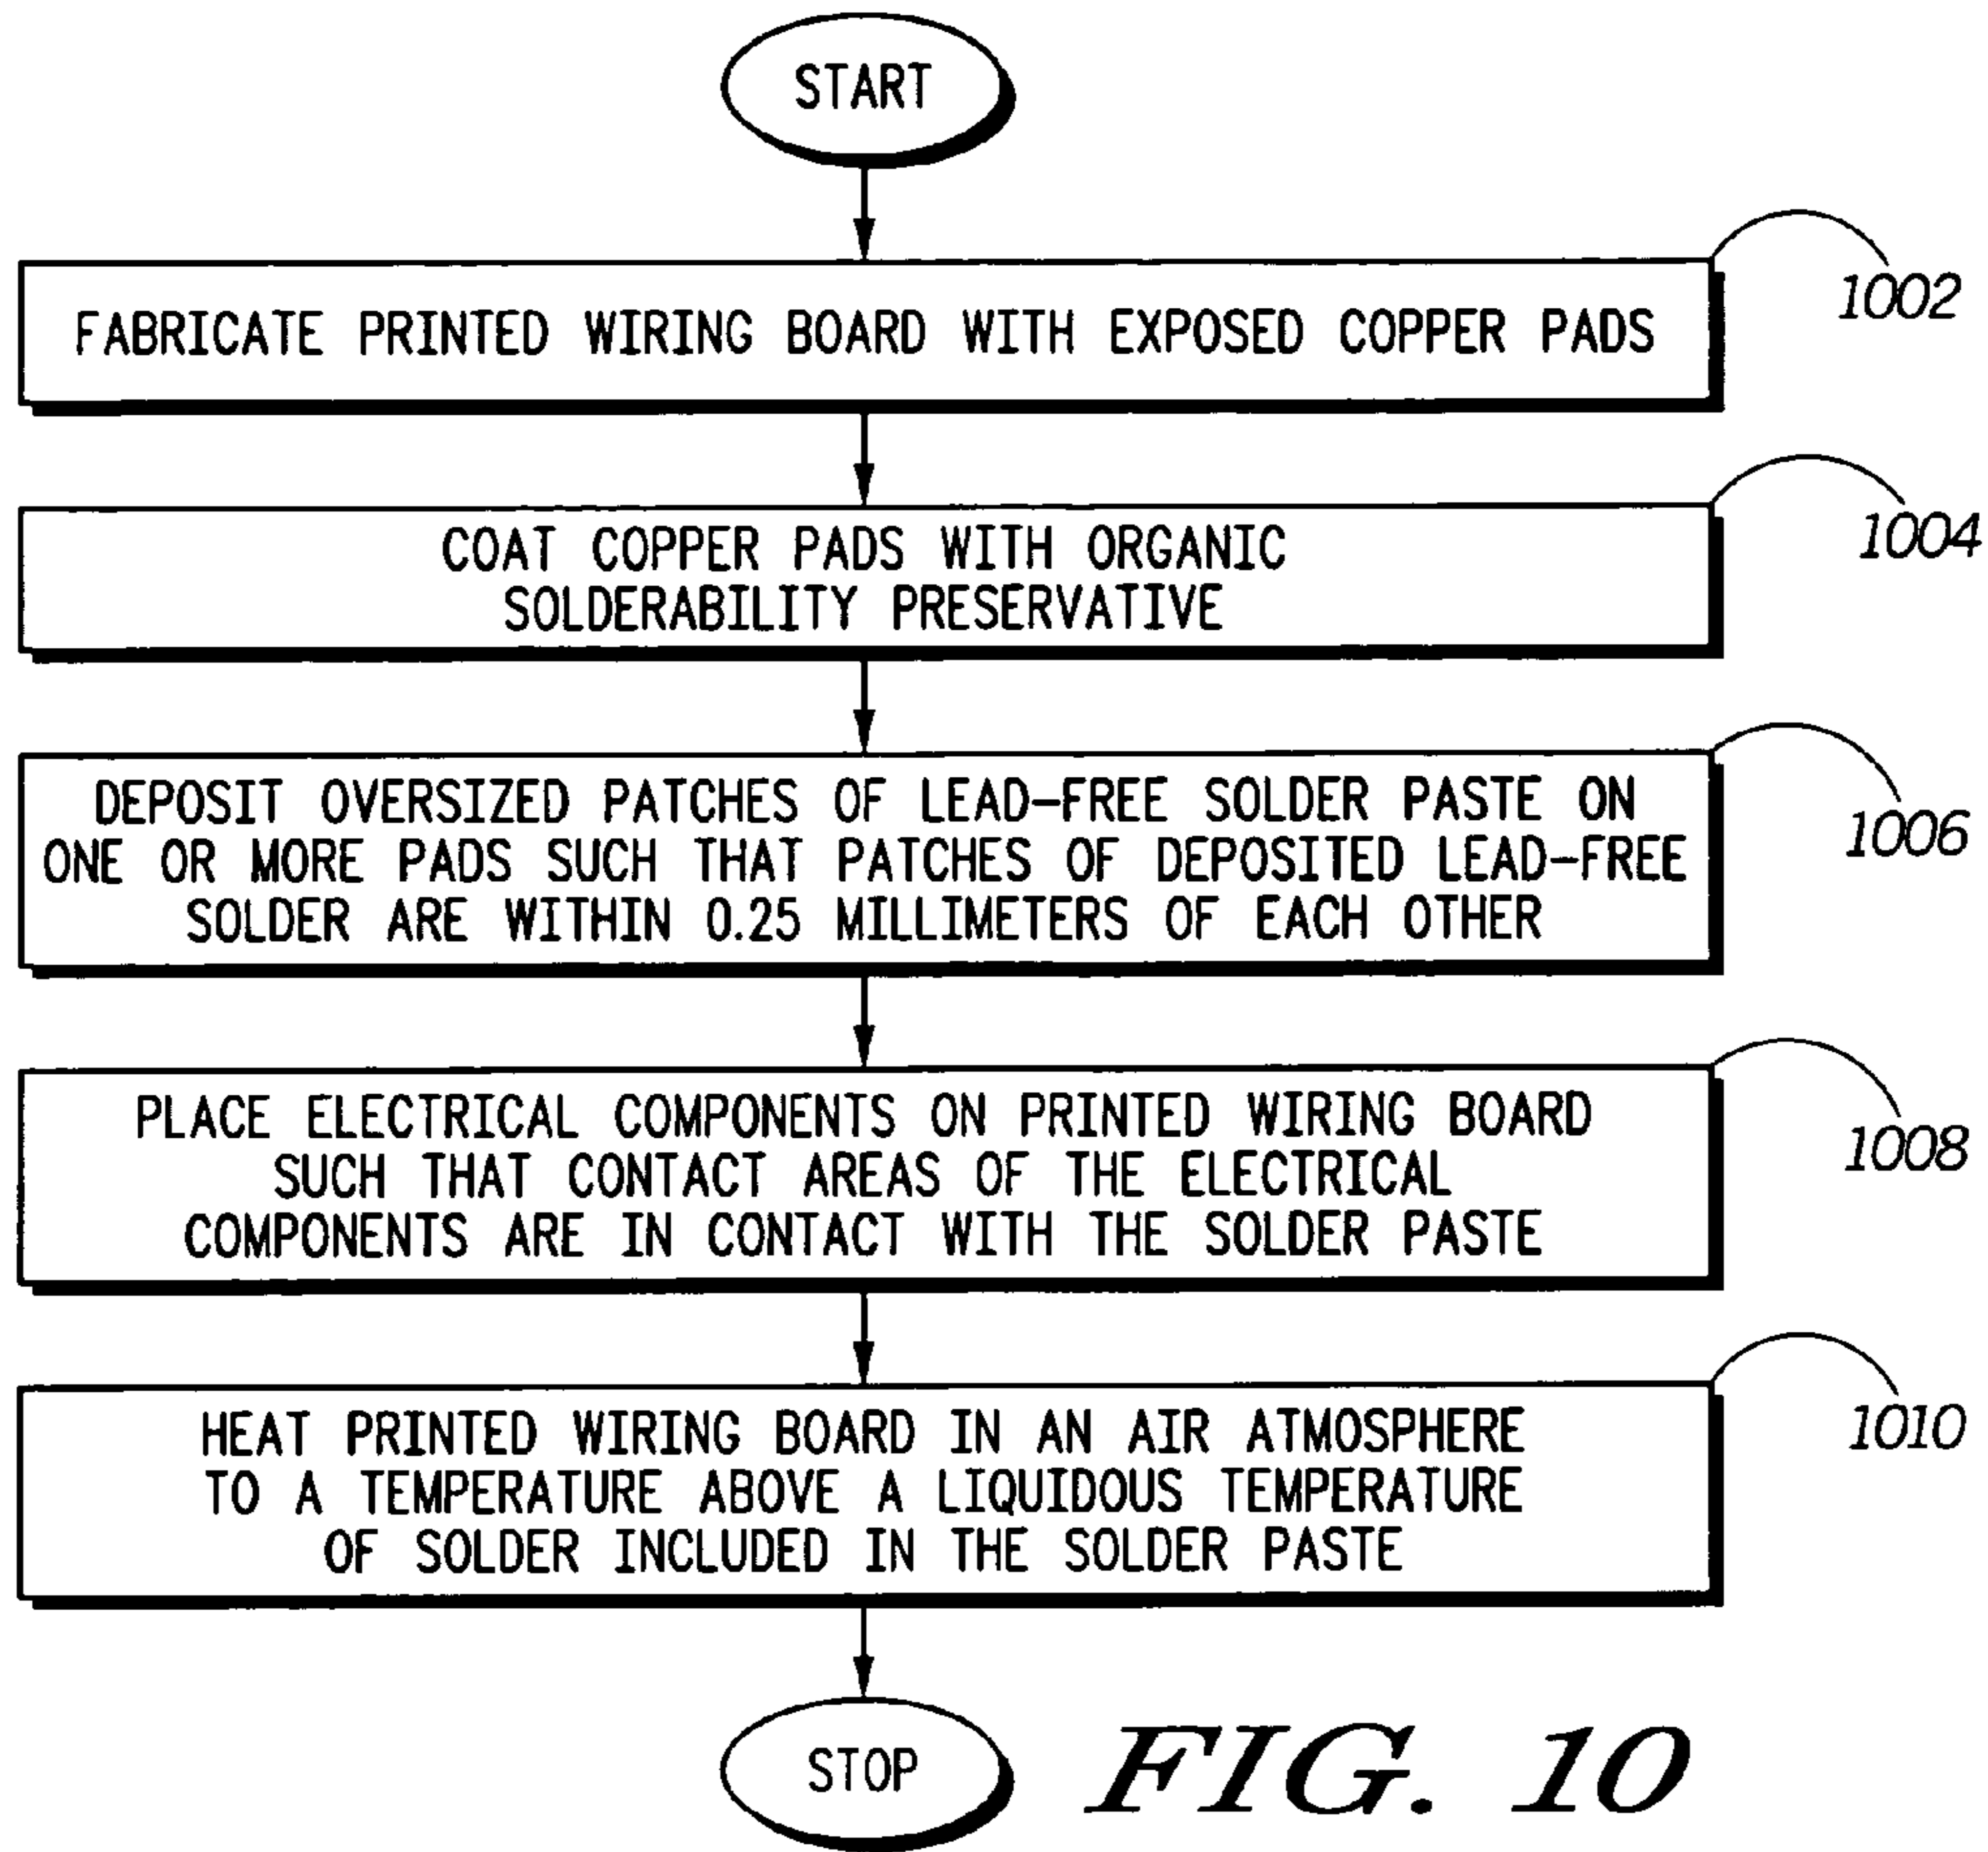 START
FABRICATE PRINTED WIRING BOARD WITH EXPOSED COPPER PADS
1002
COAT COPPER PADS WITH ORGANIC
SOLDERABILITY PRESERVATIVE
1004
DEPOSIT OVERSIZED PATCHES OF LEAD-FREE SOLDER PASTE ON
ONE OR MORE PADS SUCH THAT PATCHES OF DEPOSITED LEAD-FREE
SOLDER ARE WITHIN 0.25 MILLIMETERS OF EACH OTHER
1006
PLACE ELECTRICAL COMPONENTS ON PRINTED WIRING BOARD
SUCH THAT CONTACT AREAS OF THE ELECTRICAL
COMPONENTS ARE IN CONTACT WITH THE SOLDER PASTE
1008
HEAT PRINTED WIRING BOARD IN AN AIR ATMOSPHERE
TO A TEMPERATURE ABOVE A LIQUIDOUS TEMPERATURE
OF SOLDER INCLUDED IN THE SOLDER PASTE
1010
STOP
FIG. 10